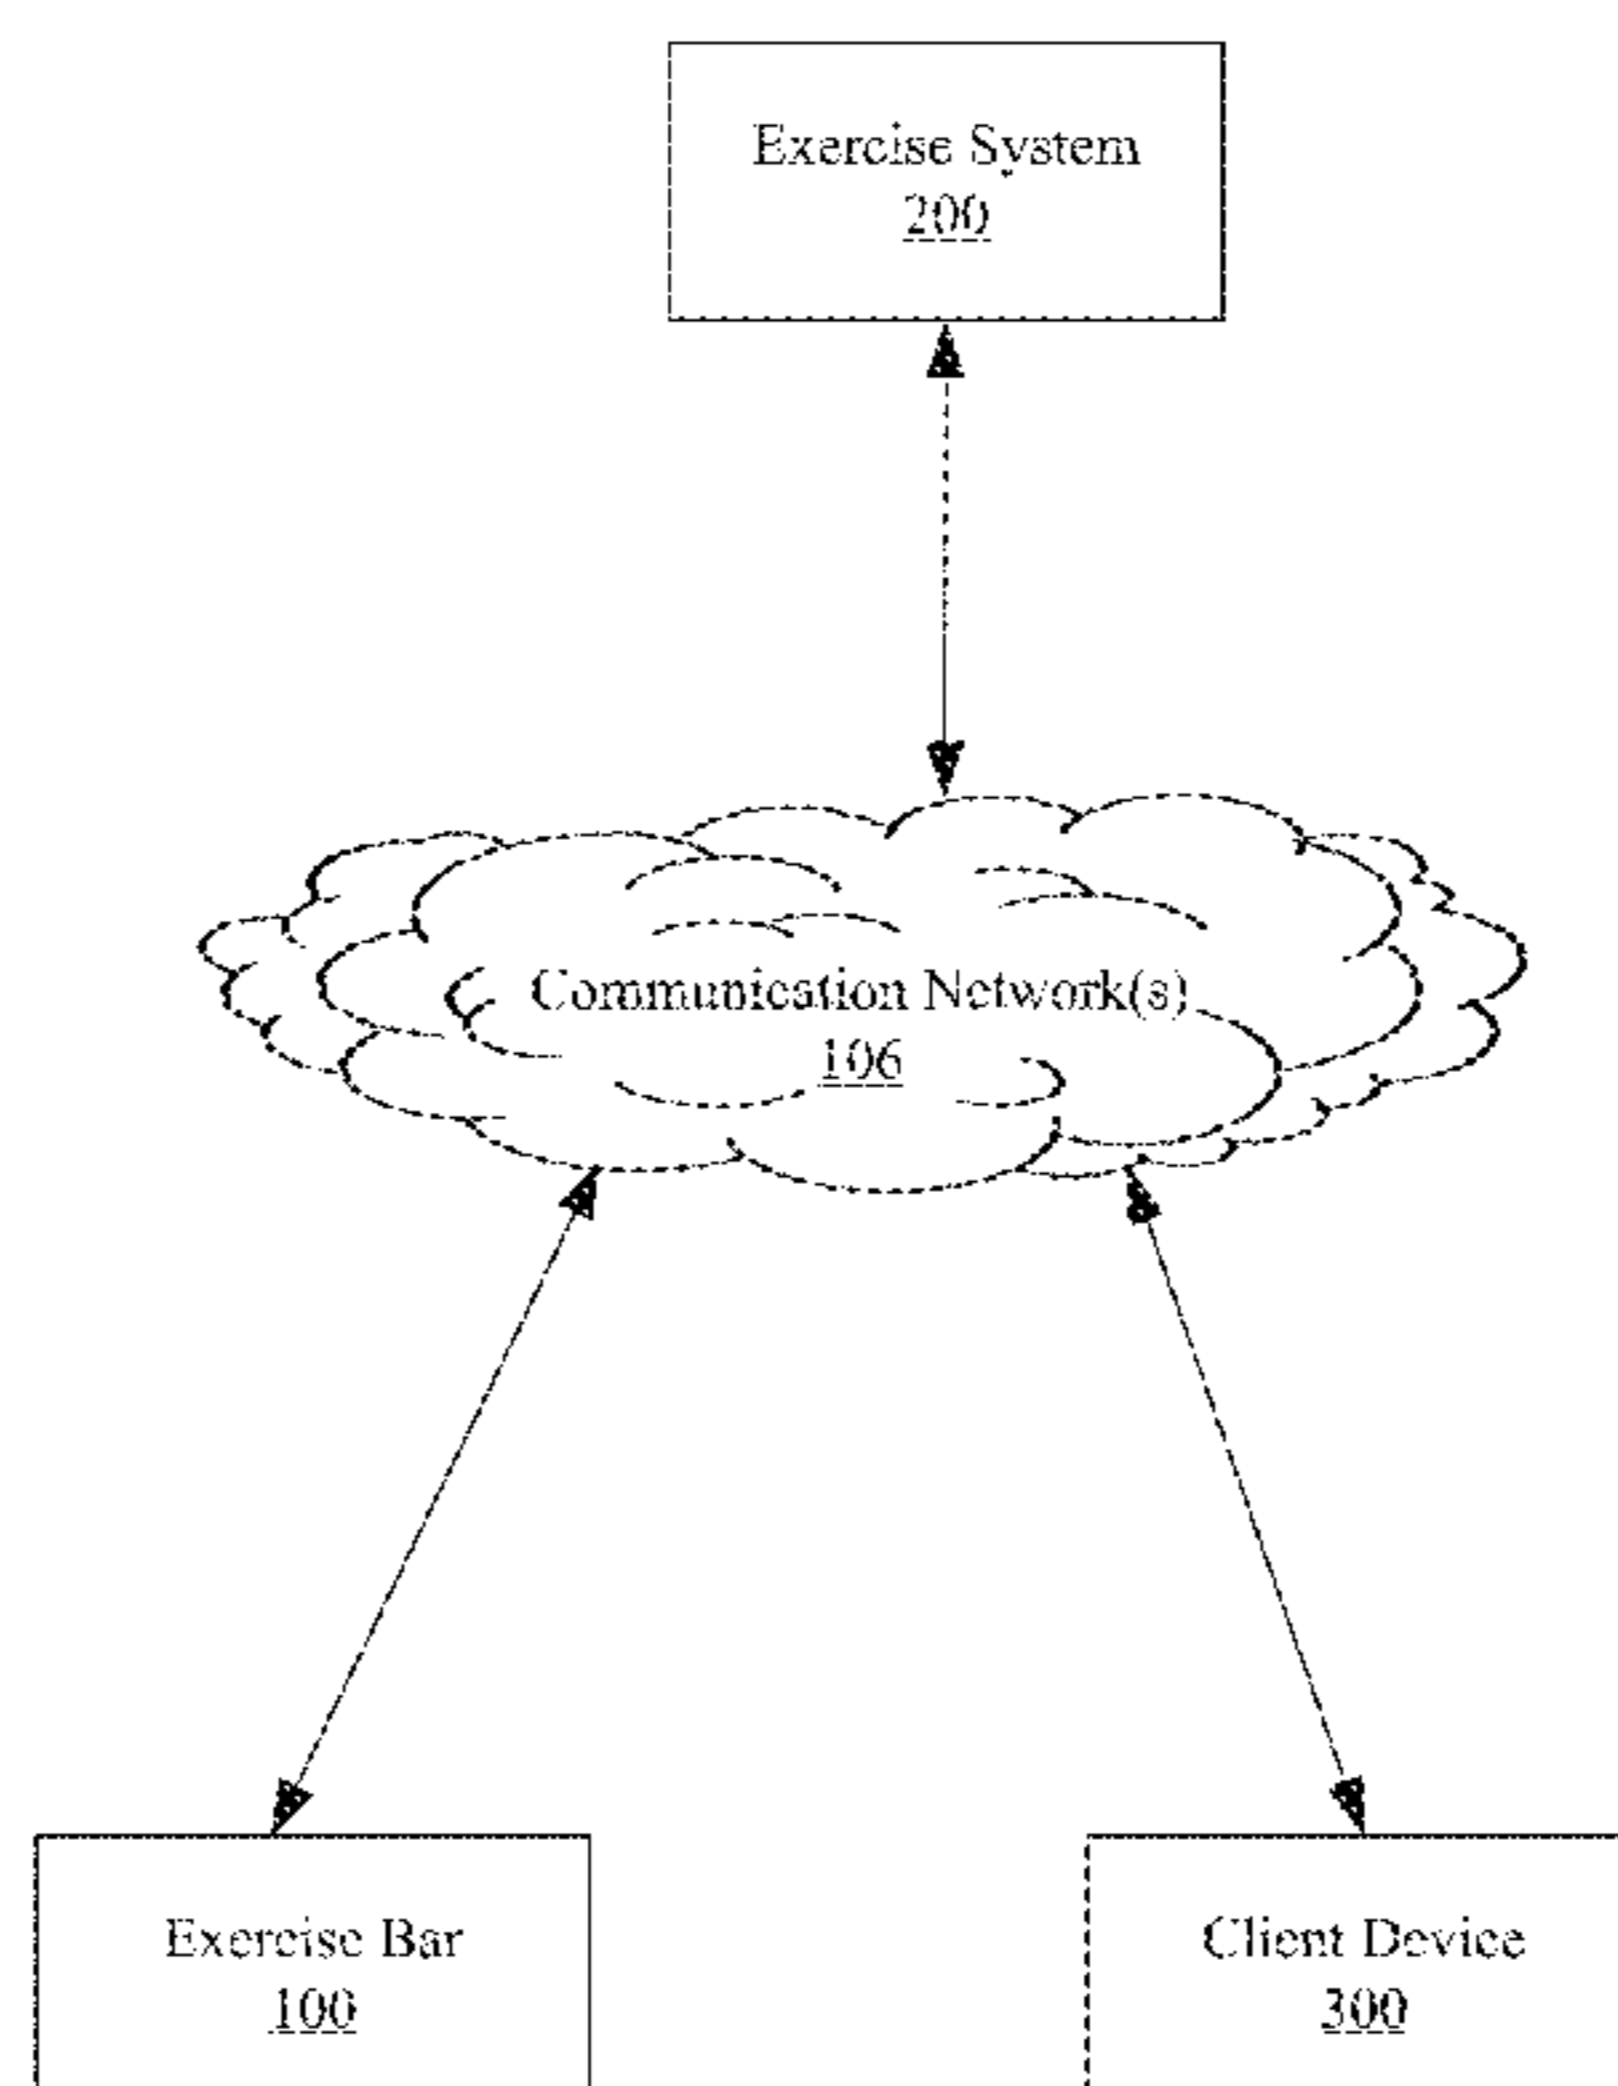 Exercise System
200
Communication Network(s)
106
Exercise Bar
100
Client Device
300